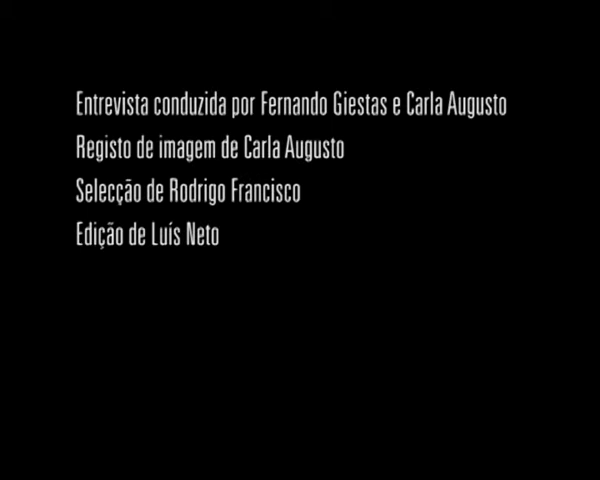 Entrevista conduzida por Fernando Giestas e Carla Augusto
Registo de imagem de Carla Augusto
Selecção de Rodrigo Francisco
Edição de Luís Neto